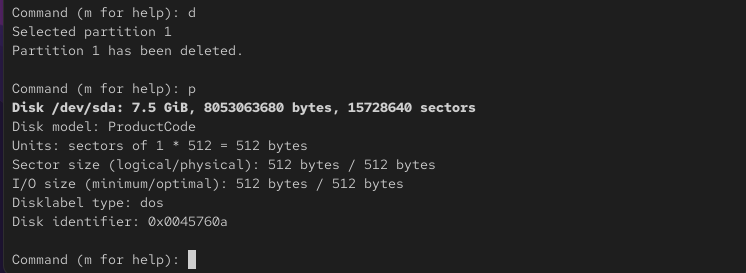 Command (m for help): d
Selected partition 1
Partition 1 has been deleted.
Command (m for help): p
Disk /dev/sda: 7.5 GiB, 8053063680 bytes, 15728640 sectors
Disk model: ProductCode
Units: sectors of 1 * 512 = 512 bytes
Sector size (logical/physical): 512 bytes / 512 bytes
I/O size (minimum/optimal): 512 bytes / 512 bytes
Disklabel type: dos
Disk identifier: 0x0045760a
Command (m for help):